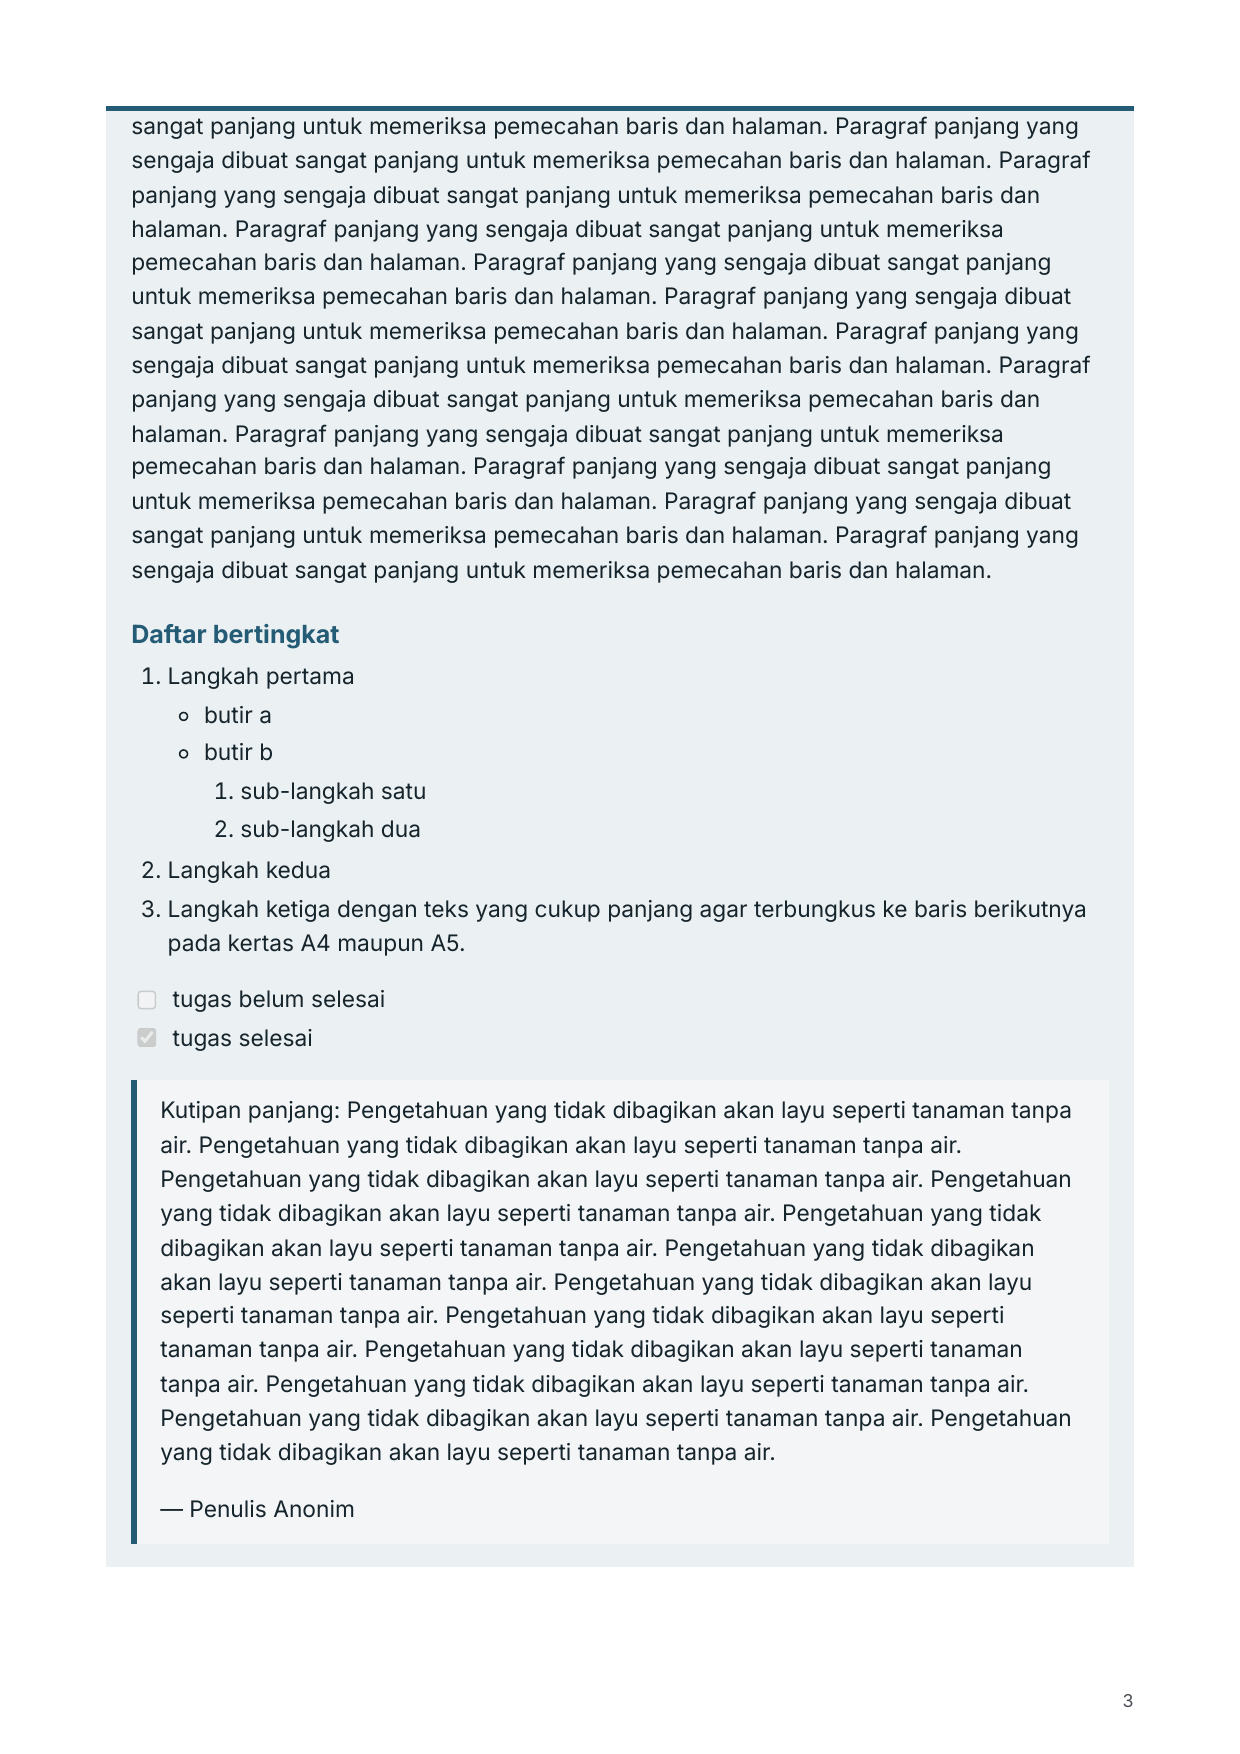 sangat panjang untuk memeriksa pemecahan baris dan halaman. Paragraf panjang yang
sengaja dibuat sangat panjang untuk memeriksa pemecahan baris dan halaman. Paragraf
panjang yang sengaja dibuat sangat panjang untuk memeriksa pemecahan baris dan
halaman. Paragraf panjang yang sengaja dibuat sangat panjang untuk memeriksa
pemecahan baris dan halaman. Paragraf panjang yang sengaja dibuat sangat panjang
untuk memeriksa pemecahan baris dan halaman. Paragraf panjang yang sengaja dibuat
sangat panjang untuk memeriksa pemecahan baris dan halaman. Paragraf panjang yang
sengaja dibuat sangat panjang untuk memeriksa pemecahan baris dan halaman. Paragraf
panjang yang sengaja dibuat sangat panjang untuk memeriksa pemecahan baris dan
halaman. Paragraf panjang yang sengaja dibuat sangat panjang untuk memeriksa
pemecahan baris dan halaman. Paragraf panjang yang sengaja dibuat sangat panjang
untuk memeriksa pemecahan baris dan halaman. Paragraf panjang yang sengaja dibuat
sangat panjang untuk memeriksa pemecahan baris dan halaman. Paragraf panjang yang
sengaja dibuat sangat panjang untuk memeriksa pemecahan baris dan halaman.
Daftar bertingkat
1. Langkah pertama
butir a
butir b
1. sub-langkah satu
2. sub-langkah dua
2. Langkah kedua
3. Langkah ketiga dengan teks yang cukup panjang agar terbungkus ke baris berikutnya
pada kertas A4 maupun A5.
tugas belum selesai
tugas selesai
Kutipan panjang: Pengetahuan yang tidak dibagikan akan layu seperti tanaman tanpa
air. Pengetahuan yang tidak dibagikan akan layu seperti tanaman tanpa air.
Pengetahuan yang tidak dibagikan akan layu seperti tanaman tanpa air. Pengetahuan
yang tidak dibagikan akan layu seperti tanaman tanpa air. Pengetahuan yang tidak
dibagikan akan layu seperti tanaman tanpa air. Pengetahuan yang tidak dibagikan
akan layu seperti tanaman tanpa air. Pengetahuan yang tidak dibagikan akan layu
seperti tanaman tanpa air. Pengetahuan yang tidak dibagikan akan layu seperti
tanaman tanpa air. Pengetahuan yang tidak dibagikan akan layu seperti tanaman
tanpa air. Pengetahuan yang tidak dibagikan akan layu seperti tanaman tanpa air.
Pengetahuan yang tidak dibagikan akan layu seperti tanaman tanpa air. Pengetahuan
yang tidak dibagikan akan layu seperti tanaman tanpa air.
— Penulis Anonim
3